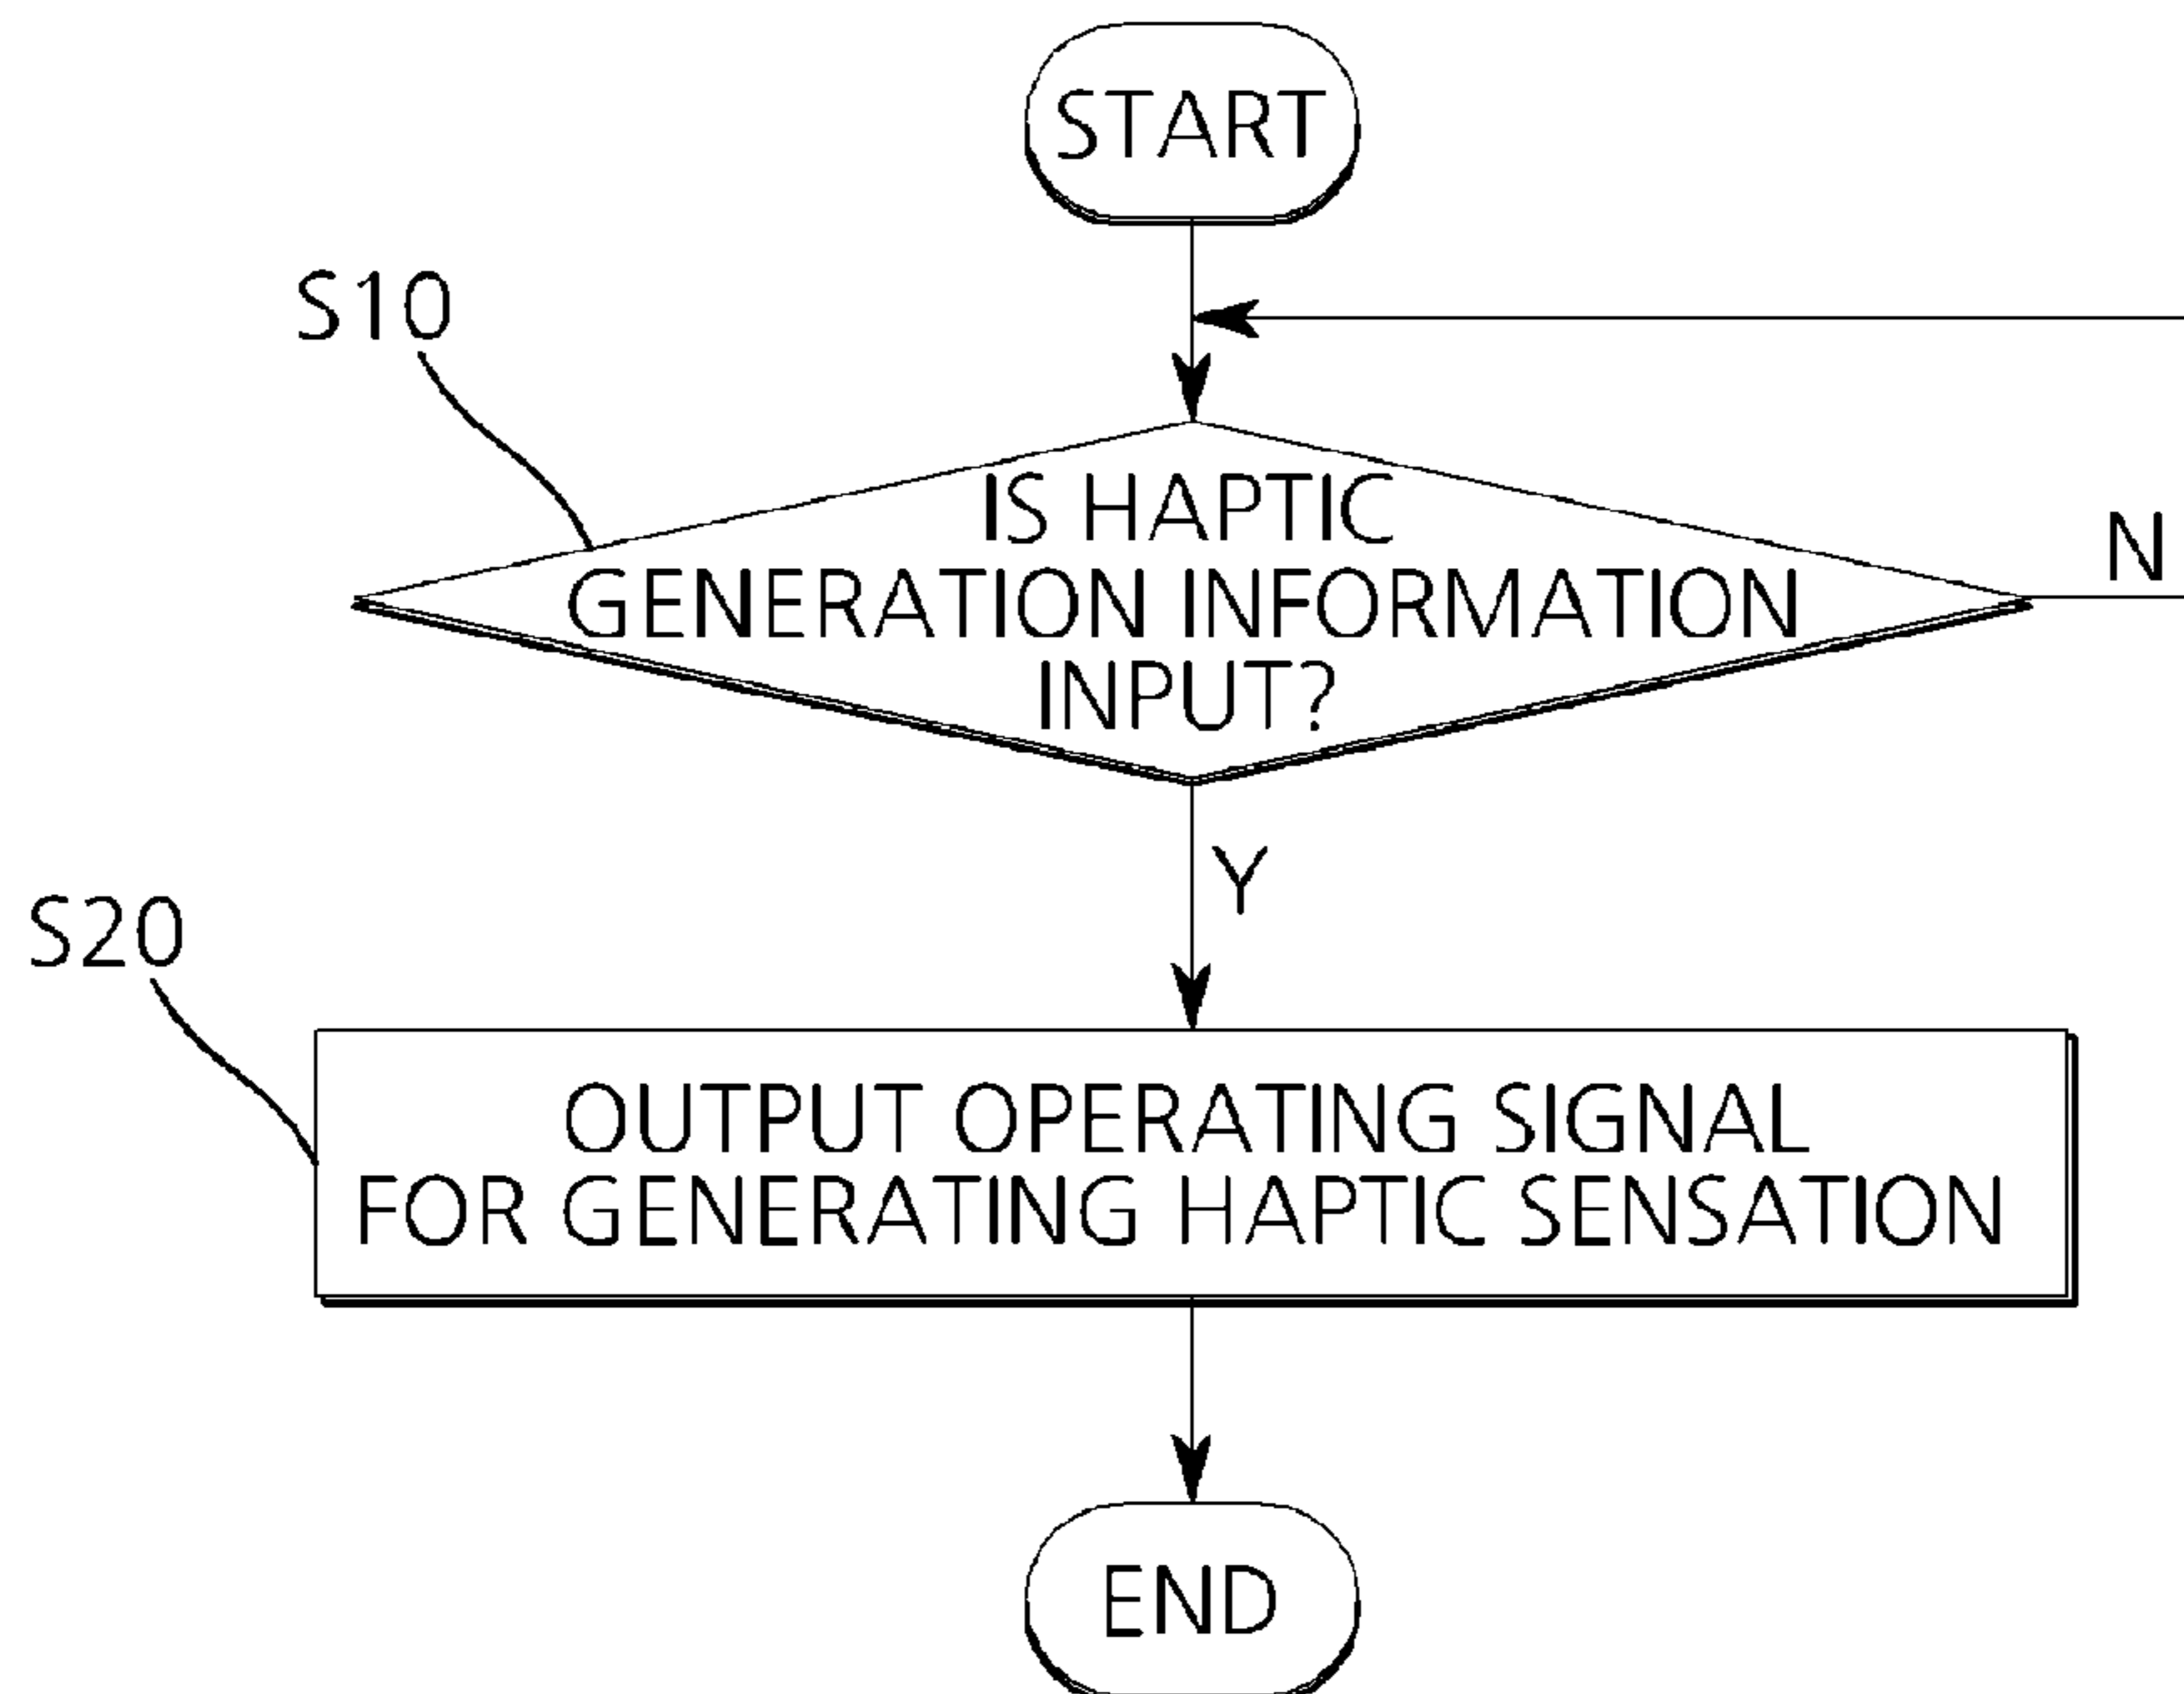 START
S10
IS HAPTIC
GENERATION INFORMATION
INPUT?
N
Y
S20
OUTPUT OPERATING SIGNAL
FOR GENERATING HAPTIC SENSATION
END